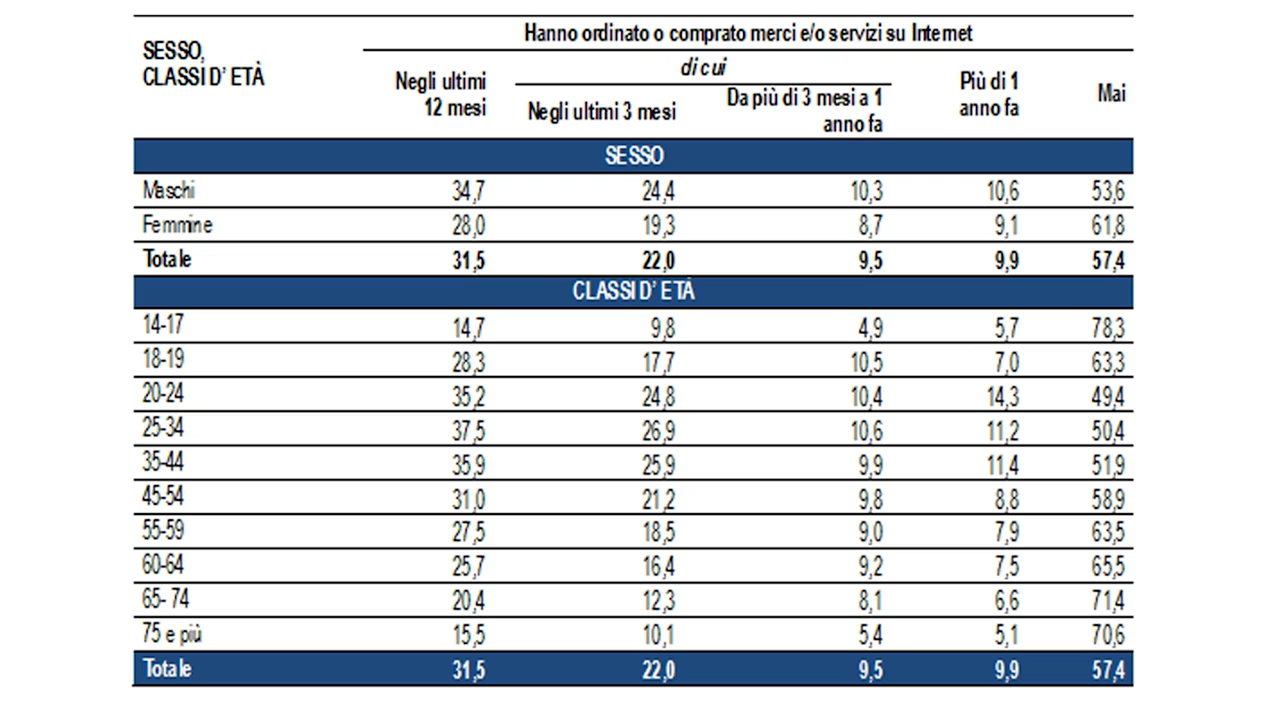 Hanno ordinato o comprato merci e/o servizi su Internet
SESSO,
CLASSI D' ETÀ
Negli ultimi
12 mesi
di cui
Negli ultimi 3 mesi
Da più di 3 mesi a 1
anno fa
Più di 1
anno fa
Mai
SESSO
Maschi 34,7 24,4 10,3 10,6 53,6
Femmine 28,0 19,3 8,7 9,1 61,8
Totale 31,5 22,0 9,5 9,9 57,4
CLASSI D' ETÀ
14-17 14,7 9,8 4,9 5,7 78,3
18-19 28,3 17,7 10,5 7,0 63,3
20-24 35,2 24,8 10,4 14,3 49,4
25-34 37,5 26,9 10,6 11,2 50,4
35-44 35,9 25,9 9,9 11,4 51,9
45-54 31,0 21,2 9,8 8,8 58,9
55-59 27,5 18,5 9,0 7,9 63,5
60-64 25,7 16,4 9,2 7,5 65,5
65- 74 20,4 12,3 8,1 6,6 71,4
75 e più 15,5 10,1 5,4 5,1 70,6
Totale 31,5 22,0 9,5 9,9 57,4